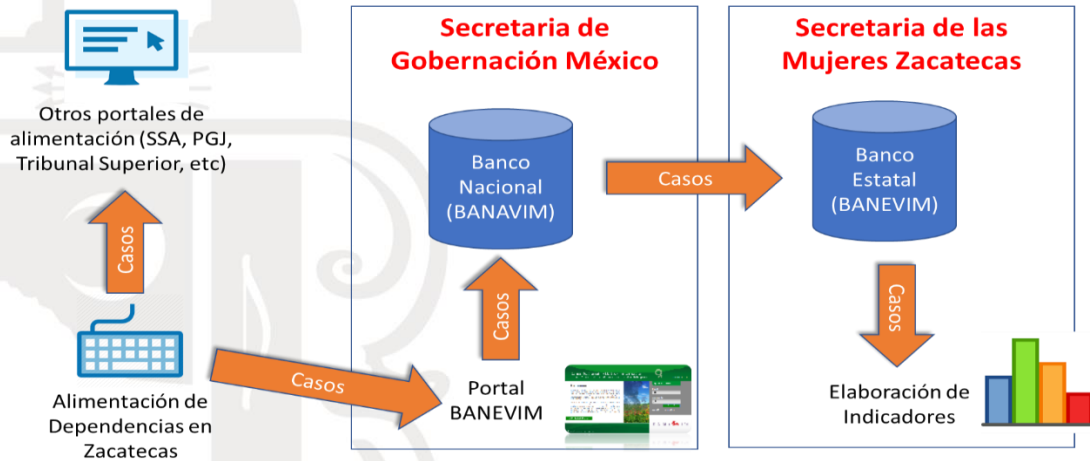 Otros portales de
alimentación (SSA, PGJ,
Tribunal Superior, etc)
Casos
Alimentación de
Dependencias en
Zacatecas
Casos
Secretaria de
Gobernación México
Banco
Nacional
(BANAVIM)
Casos
Portal
BANEVIM
Casos
Secretaria de las
Mujeres Zacatecas
Banco
Estatal
(BANEVIM)
Casos
Elaboración de
Indicadores